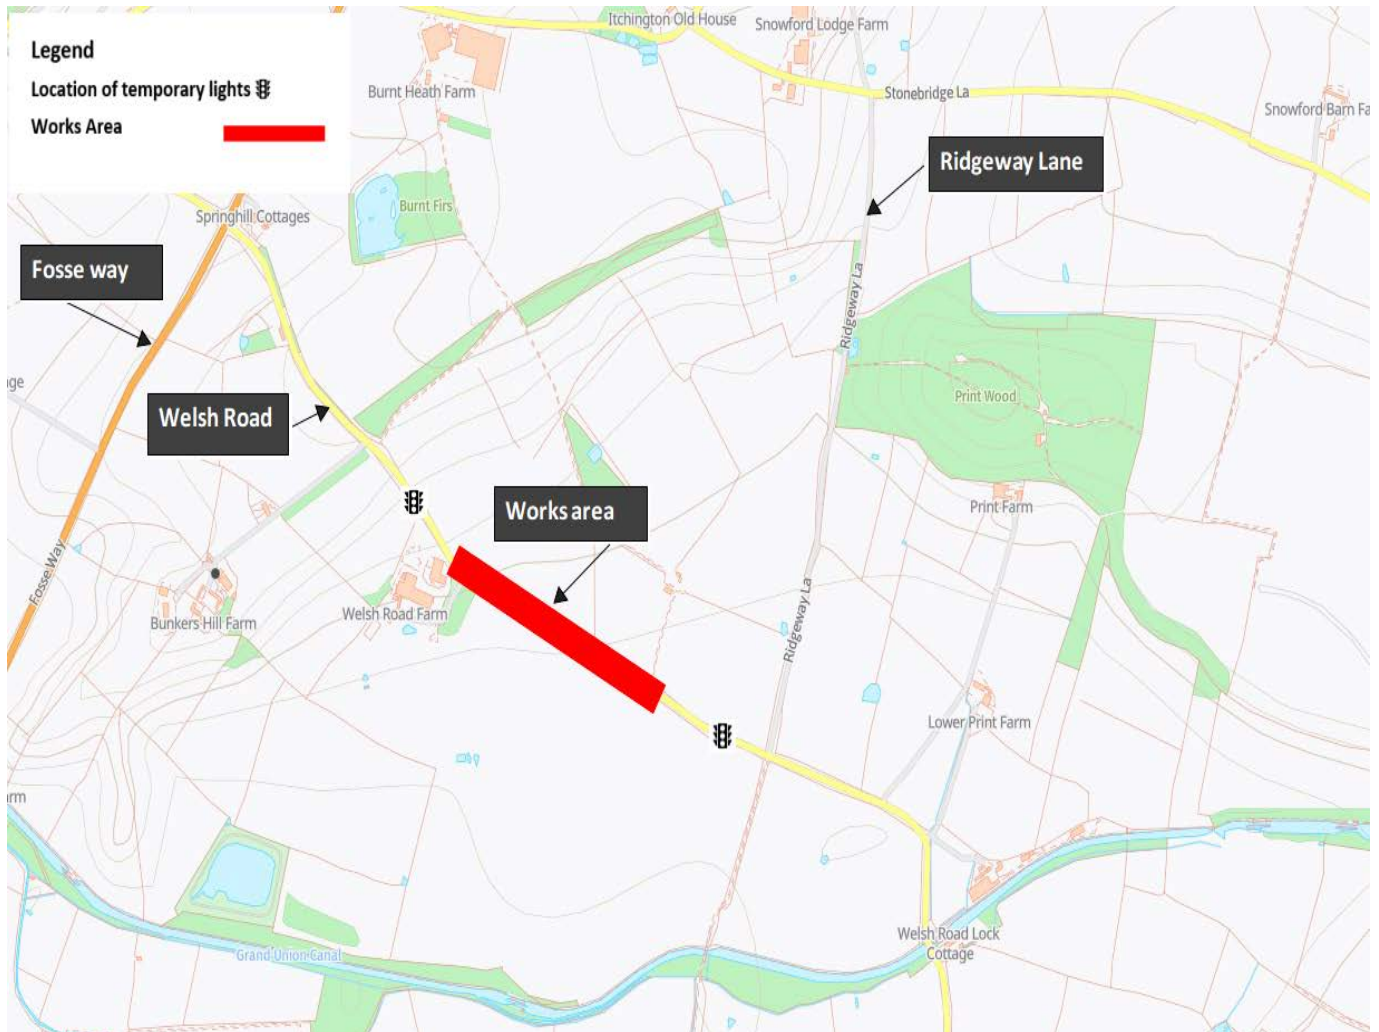 Legend
Location of temporary lights
Works Area
Itchington Old House
Snowford Lodge Farm
Burnt Heath Farm
Stonebridge La
Snowford Barn Fa
Ridgeway Lane
Burnt Firs
Springhill Cottages
Fosse way
Ridgeway La
age
Print Wood
Welsh Road
Works area
Print Farm
Fosse Way
Welsh Road Farm
Bunkers Hill Farm
Ridgeway La
Lower Print Farm
arm
Welsh Road Lock
Cottage
Grand Union Canal